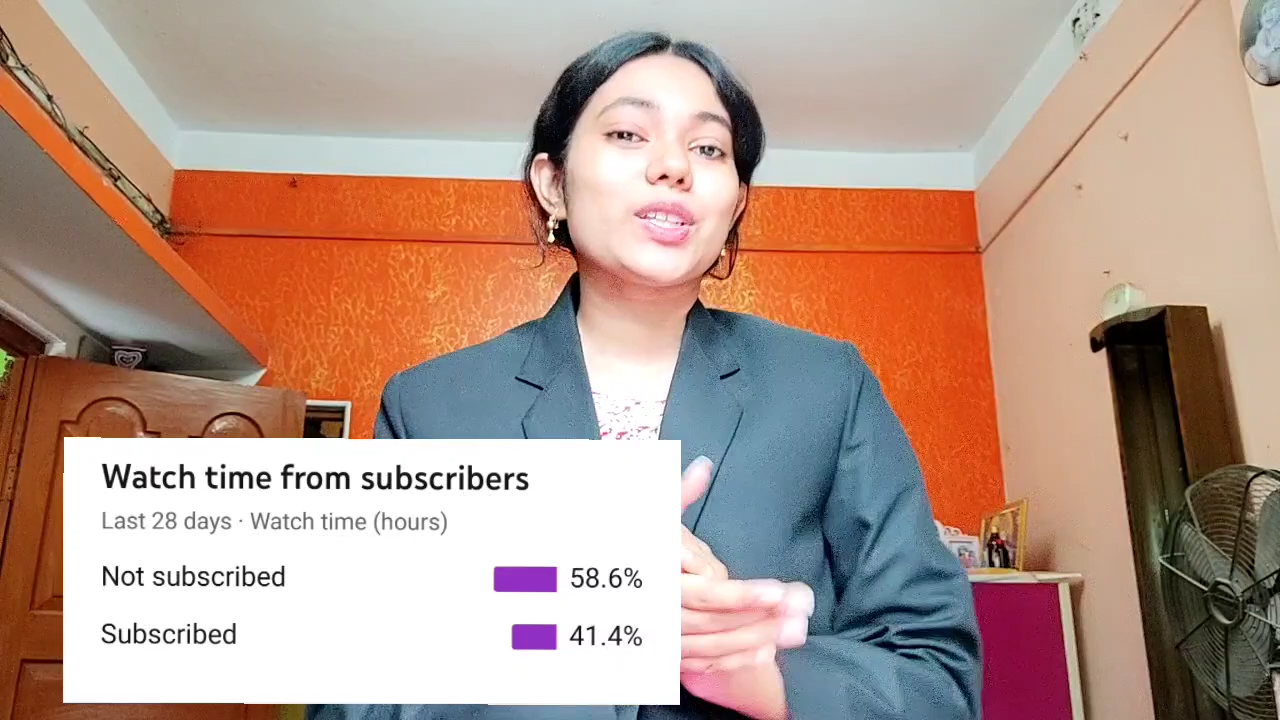 Watch time from subscribers
Last 28 days · Watch time (hours)
Not subscribed 58.6%
Subscribed 41.4%